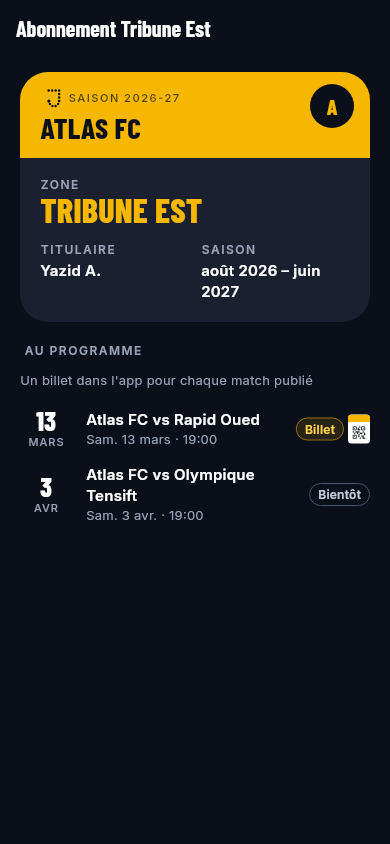 Abonnement Tribune Est
SAISON 2026-27
ATLAS FC
A
ZONE
TRIBUNE EST
TITULAIRE
Yazid A.
SAISON
août 2026 – juin
2027
AU PROGRAMME
Un billet dans l'app pour chaque match publié
13
MARS
Atlas FC vs Rapid Oued
Sam. 13 mars · 19:00
Billet
3
AVR
Atlas FC vs Olympique
Tensift
Sam. 3 avr. · 19:00
Bientôt